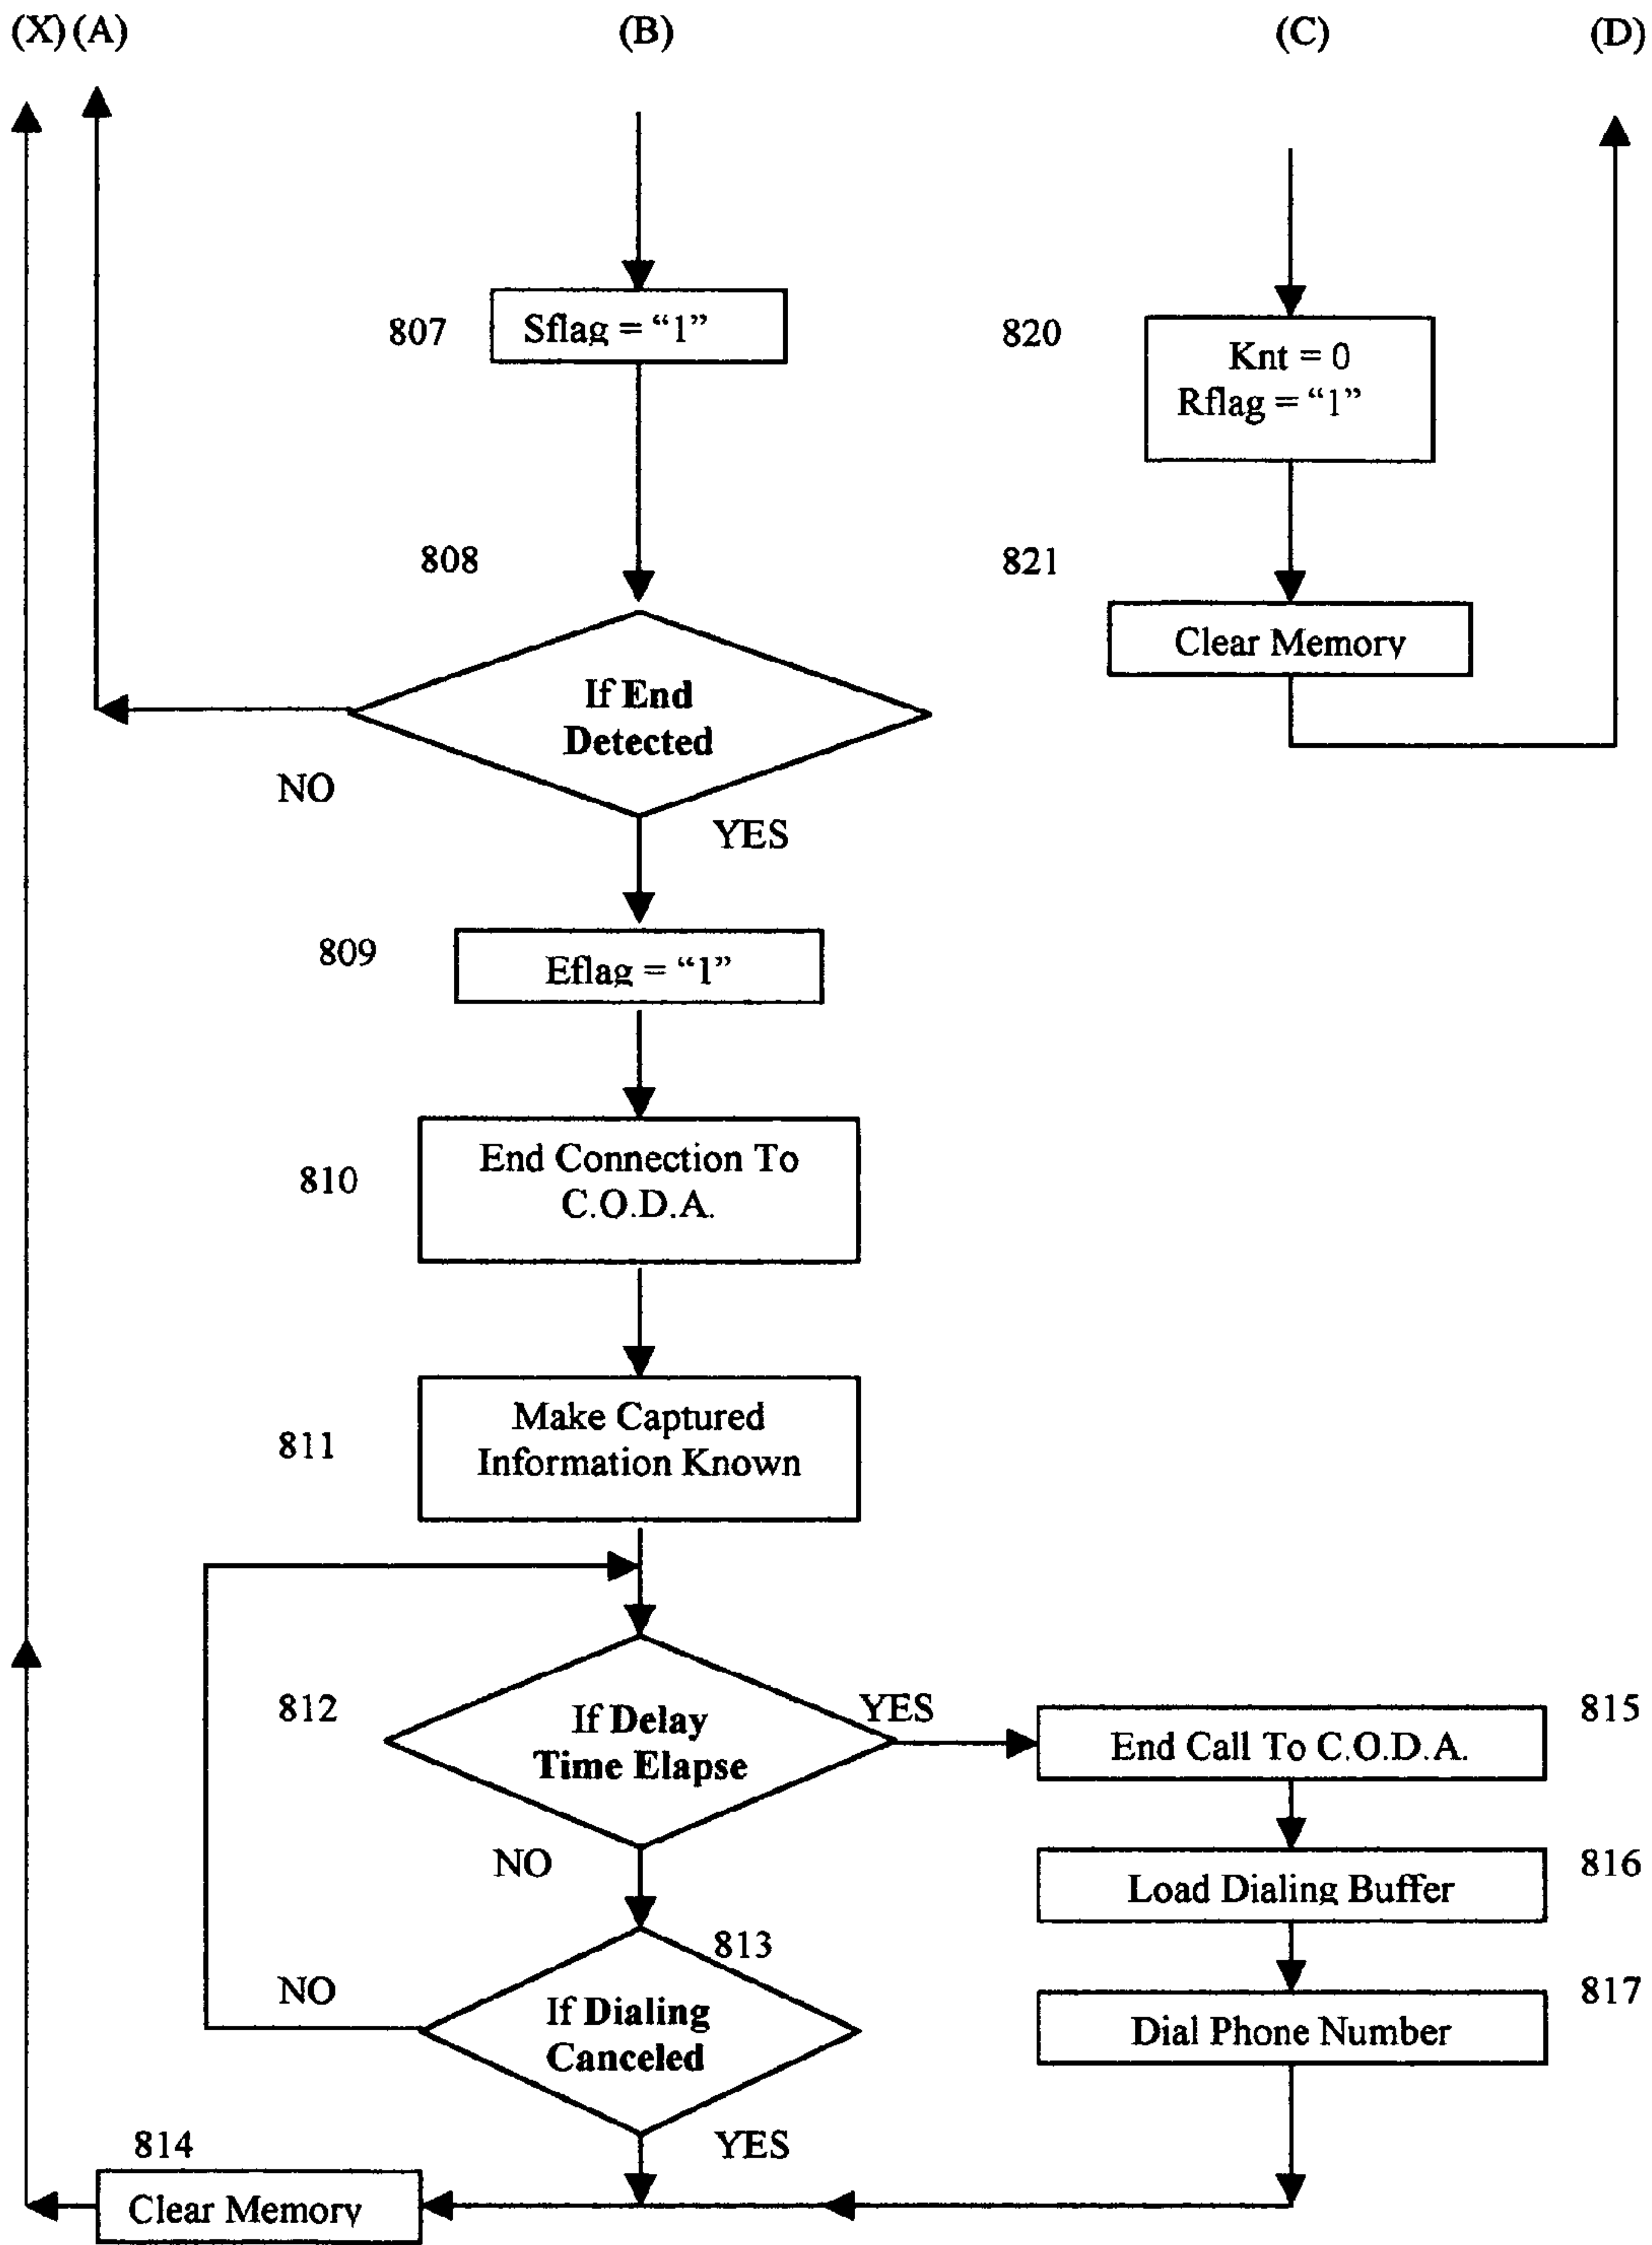 (X) (A) (B) (C) (D)
807
Sflag = “1”
820
Knt = 0
Rflag = “1”
808
821
Clear Memory
If End
Detected
NO
YES
809
Eflag = “1”
810
End Connection To
C.O.D.A.
811
Make Captured
Information Known
812
If Delay
Time Elapse
YES
815
End Call To C.O.D.A.
NO
816
Load Dialing Buffer
813
NO
If Dialing
Canceled
817
Dial Phone Number
814
YES
Clear Memory